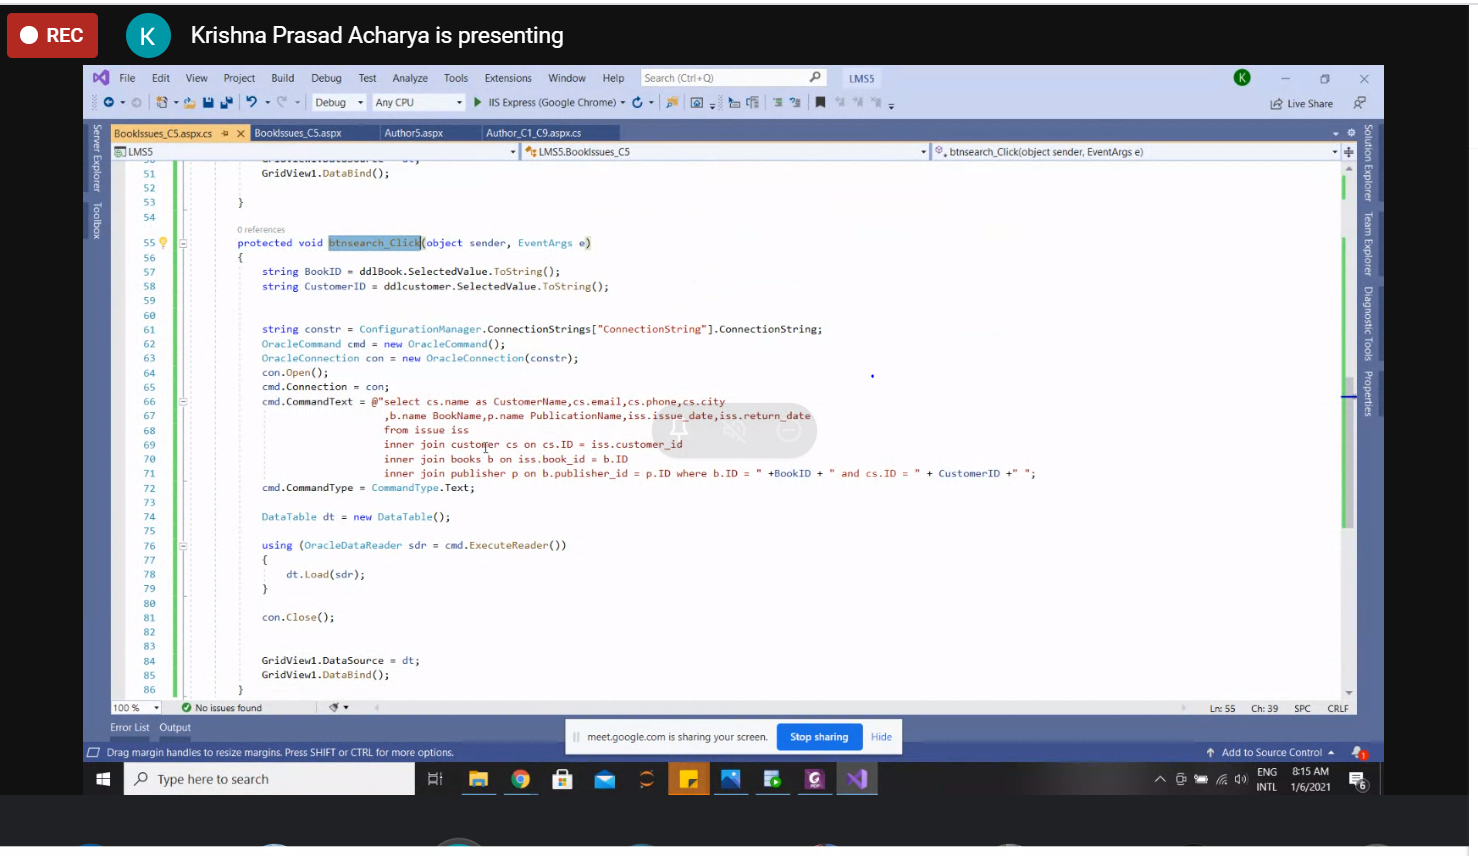 REC
K
Krishna Prasad Acharya is presenting
File Edit View Project Build Debug Test Analyze Tools Extensions Window Help Search (Ctrl+Q) LMS5
K
Debug Any CPU IIS Express (Google Chrome) Live Share
BookIssues_C5.aspx.cs BookIssues_C5.aspx Author5.aspx Author_C1_C9.aspx.cs
LMS5 LMS5.BookIssues_C5 btnsearch_Click(object sender, EventArgs e)
Server Explorer
Toolbox
Solution Explorer
Team Explorer
Diagnostic Tools
Properties
50 GridView1.DataSource = dt;
51 GridView1.DataBind();
52
53 }
54
0 references
55 protected void btnsearch_Click(object sender, EventArgs e)
56 {
57 string BookID = ddlBook.SelectedValue.ToString();
58 string CustomerID = ddlcustomer.SelectedValue.ToString();
59
60
61 string constr = ConfigurationManager.ConnectionStrings["ConnectionString"].ConnectionString;
62 OracleCommand cmd = new OracleCommand();
63 OracleConnection con = new OracleConnection(constr);
64 con.Open();
65 cmd.Connection = con;
66 cmd.CommandText = @"select cs.name as CustomerName,cs.email,cs.phone,cs.city
67 ,b.name BookName,p.name PublicationName,iss.issue_date,iss.return_date
68 from issue iss
69 inner join customer cs on cs.ID = iss.customer_id
70 inner join books b on iss.book_id = b.ID
71 inner join publisher p on b.publisher_id = p.ID where b.ID = " +BookID + " and cs.ID = " + CustomerID +" ";
72 cmd.CommandType = CommandType.Text;
73
74 DataTable dt = new DataTable();
75
76 using (OracleDataReader sdr = cmd.ExecuteReader())
77 {
78 dt.Load(sdr);
79 }
80
81 con.Close();
82
83
84 GridView1.DataSource = dt;
85 GridView1.DataBind();
86 }
100 % No issues found Ln: 55 Ch: 39 SPC CRLF
Error List Output
meet.google.com is sharing your screen. Stop sharing Hide
Drag margin handles to resize margins. Press SHIFT or CTRL for more options. Add to Source Control 1
Type here to search
ENG 8:15 AM
INTL 1/6/2021
6